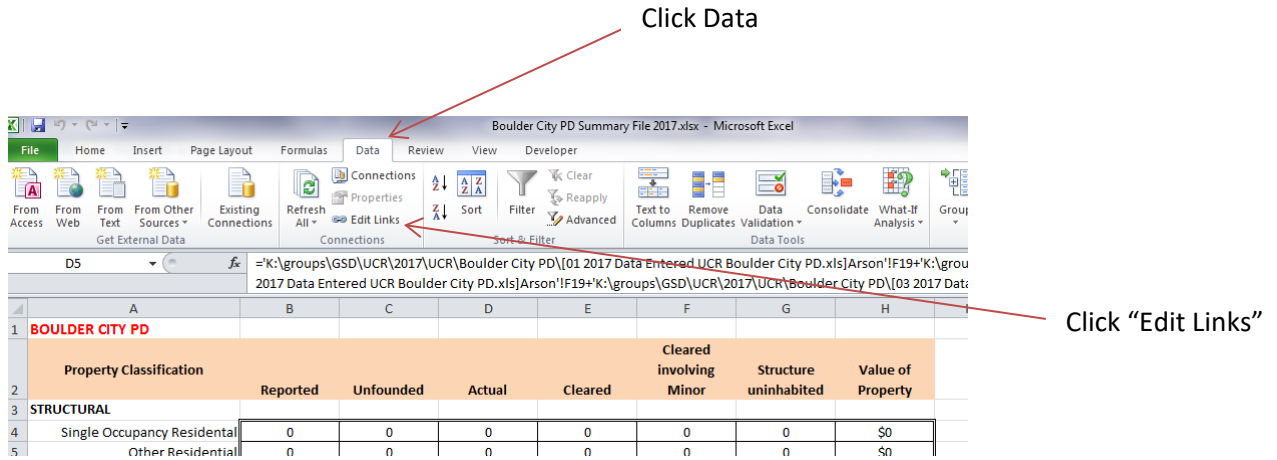 Click Data
Boulder City PD Summary File 2017.xlsx - Microsoft Excel
File Home Insert Page Layout Formulas Data Review View Developer
From Access
From Web
From Text
From Other Sources
Existing Connections
Get External Data
Refresh All
Connections
Properties
Edit Links
Connections
Sort
Filter
Clear
Reapply
Advanced
Sort & Filter
Text to Columns
Remove Duplicates
Data Validation
Consolidate
What-If Analysis
Data Tools
Group
D5 fx ='K:\groups\GSD\UCR\2017\UCR\Boulder City PD\[01 2017 Data Entered UCR Boulder City PD.xls]Arson'!F19+'K:\grou
2017 Data Entered UCR Boulder City PD.xls]Arson'!F19+'K:\groups\GSD\UCR\2017\UCR\Boulder City PD\[03 2017 Data
A B C D E F G H
1 BOULDER CITY PD
2 Property Classification Reported Unfounded Actual Cleared Cleared involving Minor Structure uninhabited Value of Property
3 STRUCTURAL
4 Single Occupancy Residental 0 0 0 0 0 0 $0
5 Other Residential 0 0 0 0 0 0 $0
Click “Edit Links”